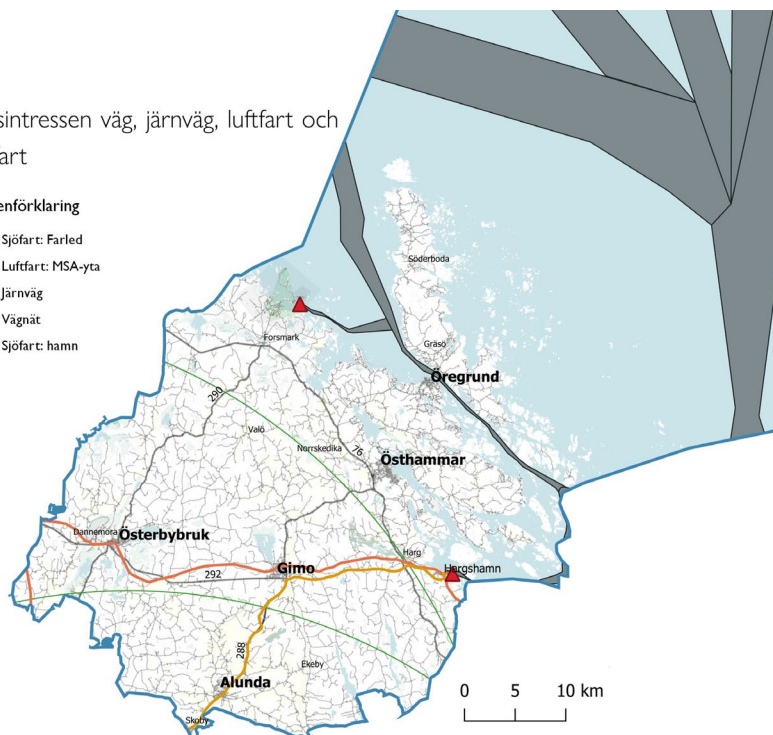 sintressen väg, järnväg, luftfart och
art
enförklaring
Sjöfart: Farled
Luftfart: MSA-yta
Järnväg
Vägnät
Sjöfart: hamn
Söderboda
Forsmark
Gräsö
Öregrund
290
Valö
Norrskedika
76
Östhammar
Dannemora
Österbybruk
Harg
Gimo
292
Hargshamn
288
Ekeby
Alunda
Skoby
0 5 10 km